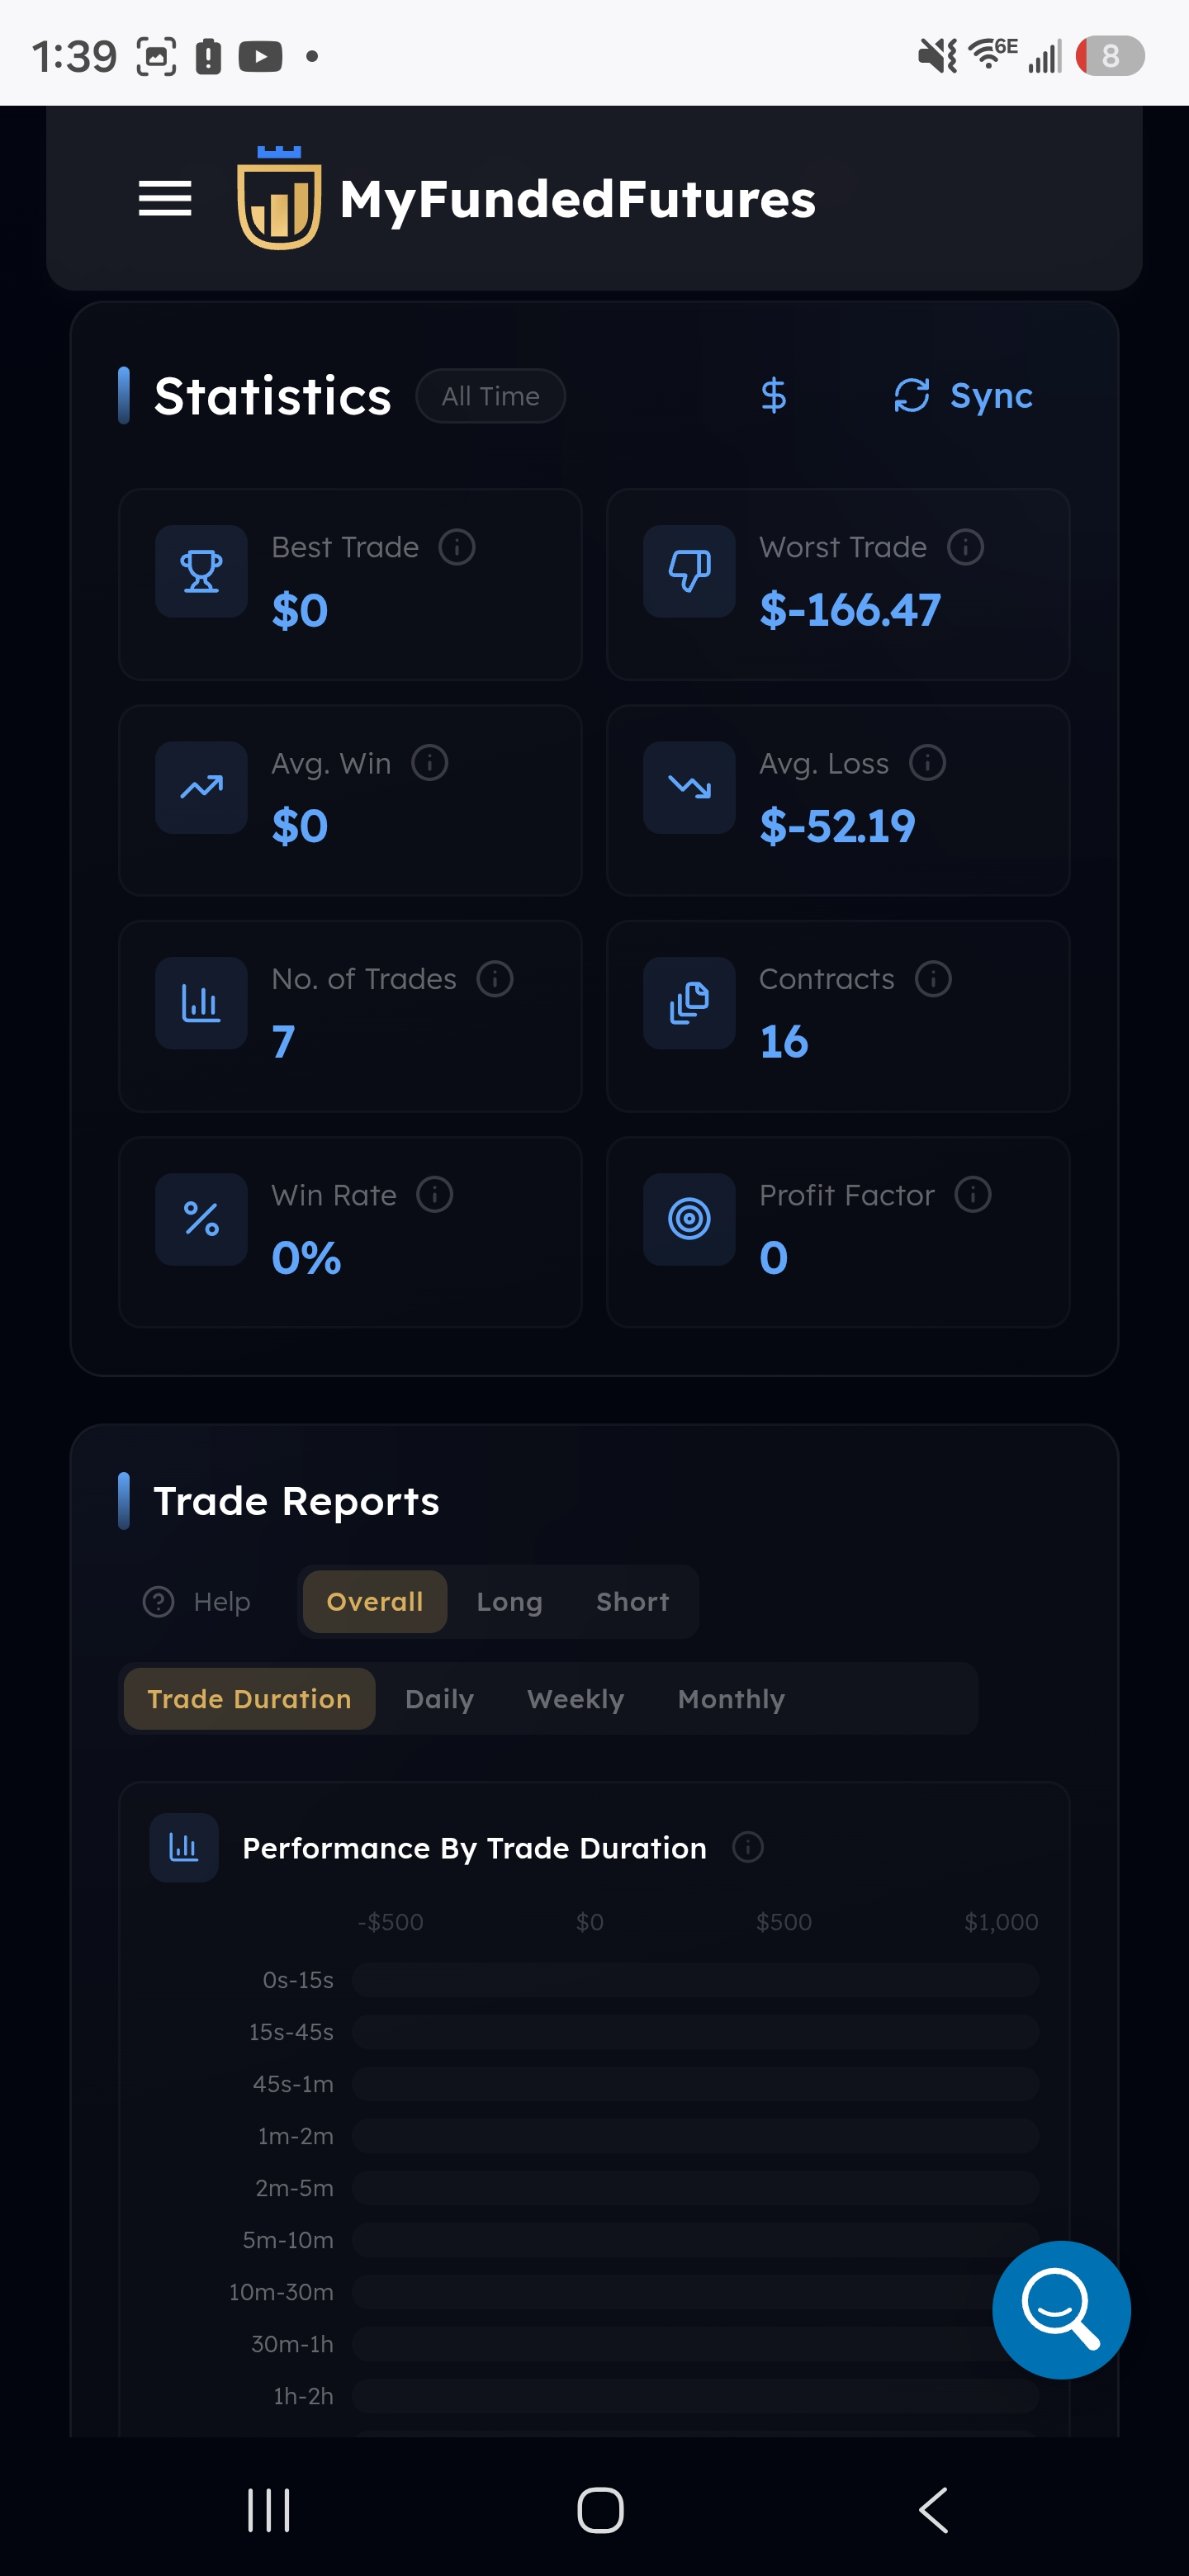 1:39
6E
8
MyFundedFutures
Statistics
All Time
$
Sync
Best Trade
$0
Worst Trade
$-166.47
Avg. Win
$0
Avg. Loss
$-52.19
No. of Trades
7
Contracts
16
Win Rate
0%
Profit Factor
0
Trade Reports
Help
Overall
Long
Short
Trade Duration
Daily
Weekly
Monthly
Performance By Trade Duration
-$500
$0
$500
$1,000
0s-15s
15s-45s
45s-1m
1m-2m
2m-5m
5m-10m
10m-30m
30m-1h
1h-2h